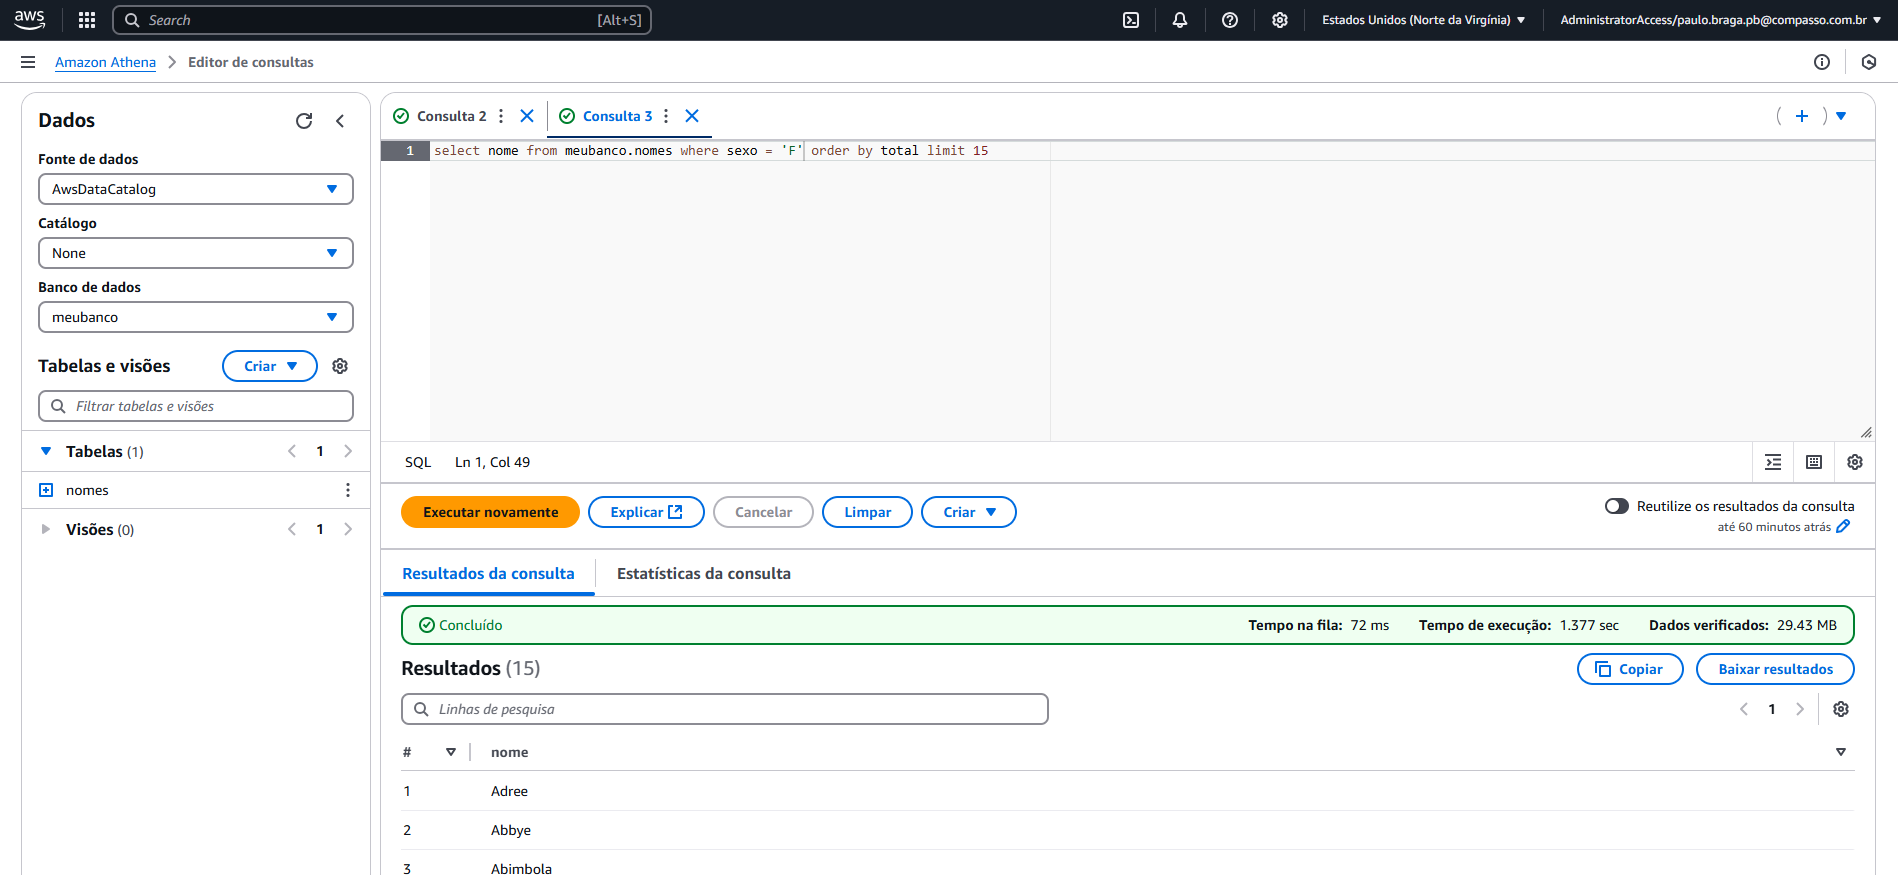 aws Search [Alt+S] Estados Unidos (Norte da Virgínia) AdministratorAccess/paulo.braga.pb@compasso.com.br
Amazon Athena Editor de consultas
Dados
Fonte de dados
AwsDataCatalog
Catálogo
None
Banco de dados
meubanco
Tabelas e visões Criar
Filtrar tabelas e visões
Tabelas (1) 1
nomes
Visões (0) 1
Consulta 2 Consulta 3
1 select nome from meubanco.nomes where sexo = 'F' order by total limit 15
SQL Ln 1, Col 49
Executar novamente Explicar Cancelar Limpar Criar
Reutilize os resultados da consulta
até 60 minutos atrás
Resultados da consulta Estatísticas da consulta
Concluído Tempo na fila: 72 ms Tempo de execução: 1.377 sec Dados verificados: 29.43 MB
Resultados (15) Copiar Baixar resultados
Linhas de pesquisa 1
# nome
1 Adree
2 Abbye
3 Abimbola